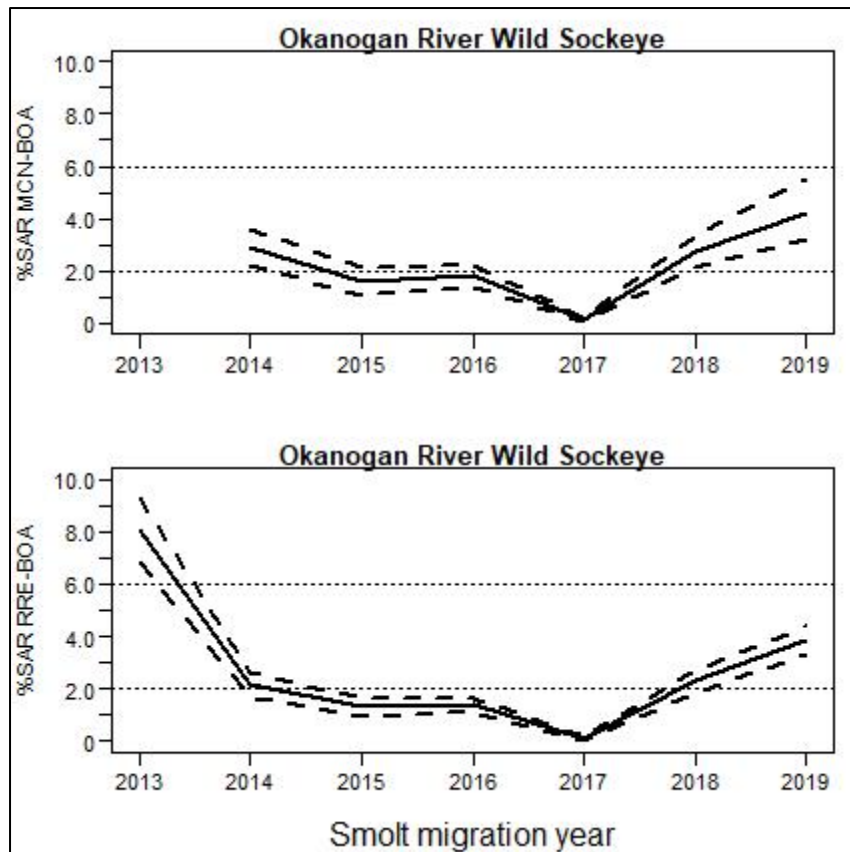 Okanogan River Wild Sockeye
%SAR MCN-BOA
10.0
8.0
6.0
4.0
2.0
0
2013 2014 2015 2016 2017 2018 2019
Okanogan River Wild Sockeye
%SAR RRE-BOA
10.0
8.0
6.0
4.0
2.0
0
2013 2014 2015 2016 2017 2018 2019
Smolt migration year